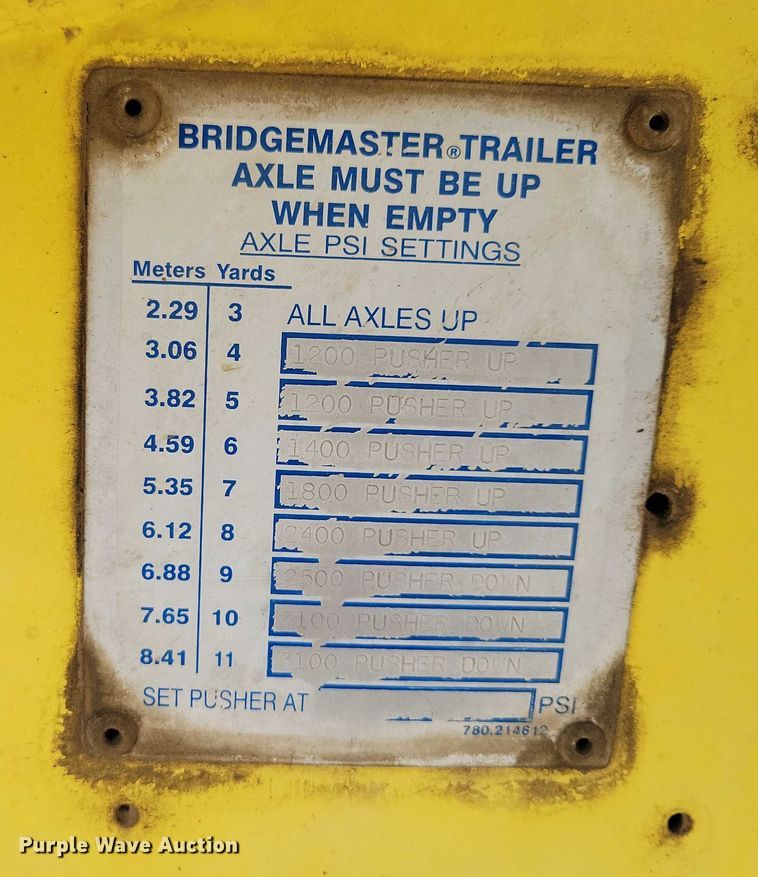 BRIDGEMASTER® TRAILER
AXLE MUST BE UP
WHEN EMPTY
AXLE PSI SETTINGS
Meters Yards
2.29 3 ALL AXLES UP
3.06 4 1200 PUSHER UP
3.82 5 1200 PUSHER UP
4.59 6 1400 PUSHER UP
5.35 7 1800 PUSHER UP
6.12 8 2400 PUSHER UP
6.88 9 2500 PUSHER DOWN
7.65 10 PUSHER DOWN
8.41 11 3100 PUSHER DOWN
SET PUSHER AT PSI
Purple Wave Auction